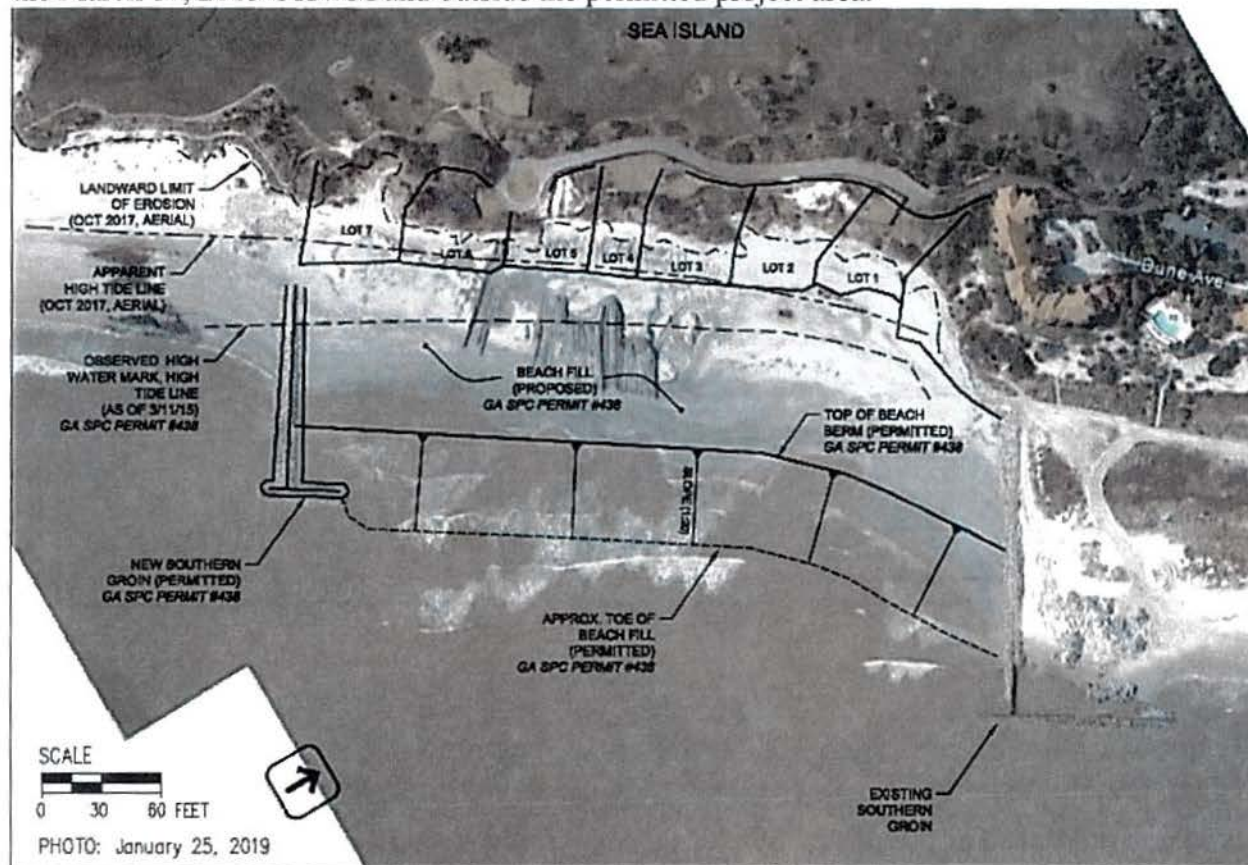 SEA ISLAND
LANDWARD LIMIT
OF EROSION
(OCT 2017, AERIAL)
APPARENT
HIGH TIDE LINE
(OCT 2017, AERIAL)
OBSERVED HIGH
WATER MARK, HIGH
TIDE LINE
(AS OF 3/11/15)
GA SPC PERMIT #438
LOT 7
LOT 6
LOT 5
LOT 4
LOT 3
LOT 2
LOT 1
Dune Ave
BEACH FILL
(PROPOSED)
GA SPC PERMIT #438
TOP OF BEACH
BERM (PERMITTED)
GA SPC PERMIT #438
NEW SOUTHERN
GROIN (PERMITTED)
GA SPC PERMIT #438
APPROX. TOE OF
BEACH FILL
(PERMITTED)
GA SPC PERMIT #438
EXISTING
SOUTHERN
GROIN
SCALE
0 30 60 FEET
PHOTO: January 25, 2019